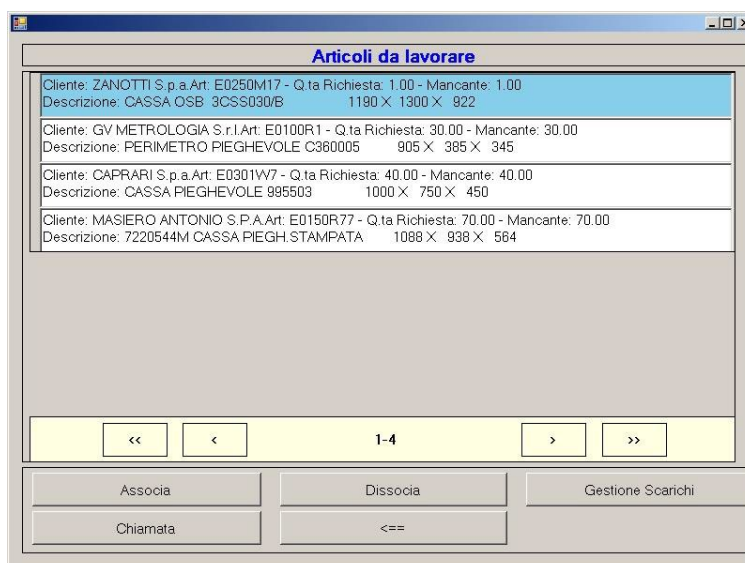 Articoli da lavorare
Cliente: ZANOTTI S.p.a.Art: E0250M17 - Q.ta Richiesta: 1.00 - Mancante: 1.00
Descrizione: CASSA OSB 3CSS030/B 1190 X 1300 X 922
Cliente: GV METROLOGIA S.r.l.Art: E0100R1 - Q.ta Richiesta: 30.00 - Mancante: 30.00
Descrizione: PERIMETRO PIEGHEVOLE C360005 905 X 385 X 345
Cliente: CAPRARI S.p.a.Art: E0301W7 - Q.ta Richiesta: 40.00 - Mancante: 40.00
Descrizione: CASSA PIEGHEVOLE 995503 1000 X 750 X 450
Cliente: MASIERO ANTONIO S.P.A.Art: E0150R77 - Q.ta Richiesta: 70.00 - Mancante: 70.00
Descrizione: 7220544M CASSA PIEGH.STAMPATA 1088 X 938 X 564
<< < 1-4 > >>
Associa Dissocia Gestione Scarichi
Chiamata <==